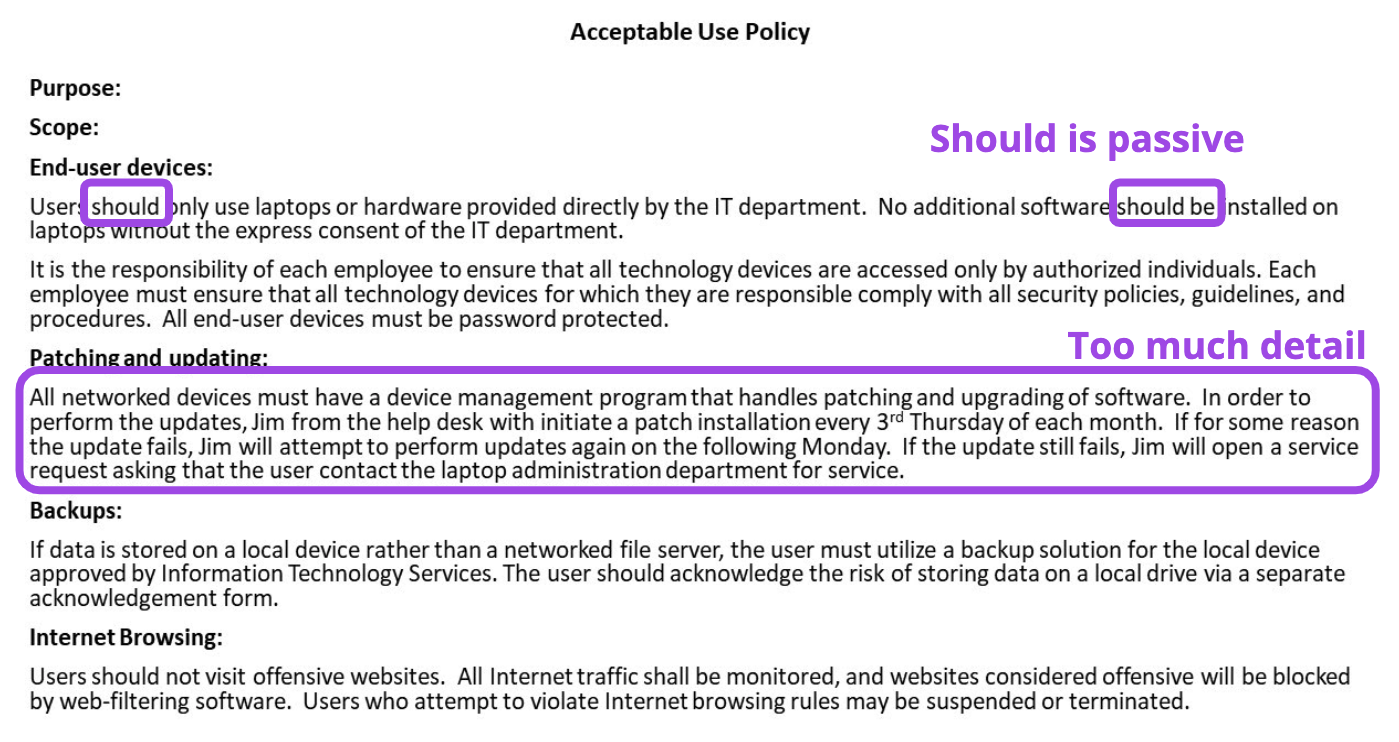 Acceptable Use Policy
Purpose:
Scope:
Should is passive
End-user devices:
Users should only use laptops or hardware provided directly by the IT department.  No additional software should be installed on
laptops without the express consent of the IT department.
It is the responsibility of each employee to ensure that all technology devices are accessed only by authorized individuals. Each
employee must ensure that all technology devices for which they are responsible comply with all security policies, guidelines, and
procedures.  All end-user devices must be password protected.
Too much detail
Patching and updating:
All networked devices must have a device management program that handles patching and upgrading of software.  In order to
perform the updates, Jim from the help desk with initiate a patch installation every 3rd Thursday of each month.  If for some reason
the update fails, Jim will attempt to perform updates again on the following Monday.  If the update still fails, Jim will open a service
request asking that the user contact the laptop administration department for service.
Backups:
If data is stored on a local device rather than a networked file server, the user must utilize a backup solution for the local device
approved by Information Technology Services. The user should acknowledge the risk of storing data on a local drive via a separate
acknowledgement form.
Internet Browsing:
Users should not visit offensive websites.  All Internet traffic shall be monitored, and websites considered offensive will be blocked
by web-filtering software.  Users who attempt to violate Internet browsing rules may be suspended or terminated.